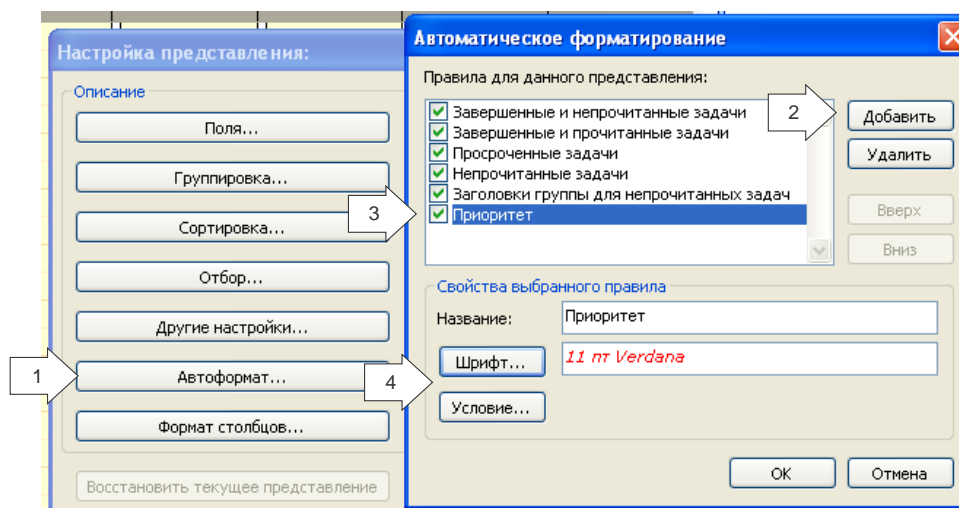 Настройка представления:
Описание
Поля...
Группировка...
Сортировка...
Отбор...
Другие настройки...
1
Автоформат...
Формат столбцов...
Восстановить текущее представление
Автоматическое форматирование
Правила для данного представления:
Завершенные и непрочитанные задачи
Завершенные и прочитанные задачи
Просроченные задачи
Непрочитанные задачи
Заголовки группы для непрочитанных задач
3
Приоритет
2
Добавить
Удалить
Вверх
Вниз
Свойства выбранного правила
Название: Приоритет
4
Шрифт... 11 пт Verdana
Условие...
ОК Отмена